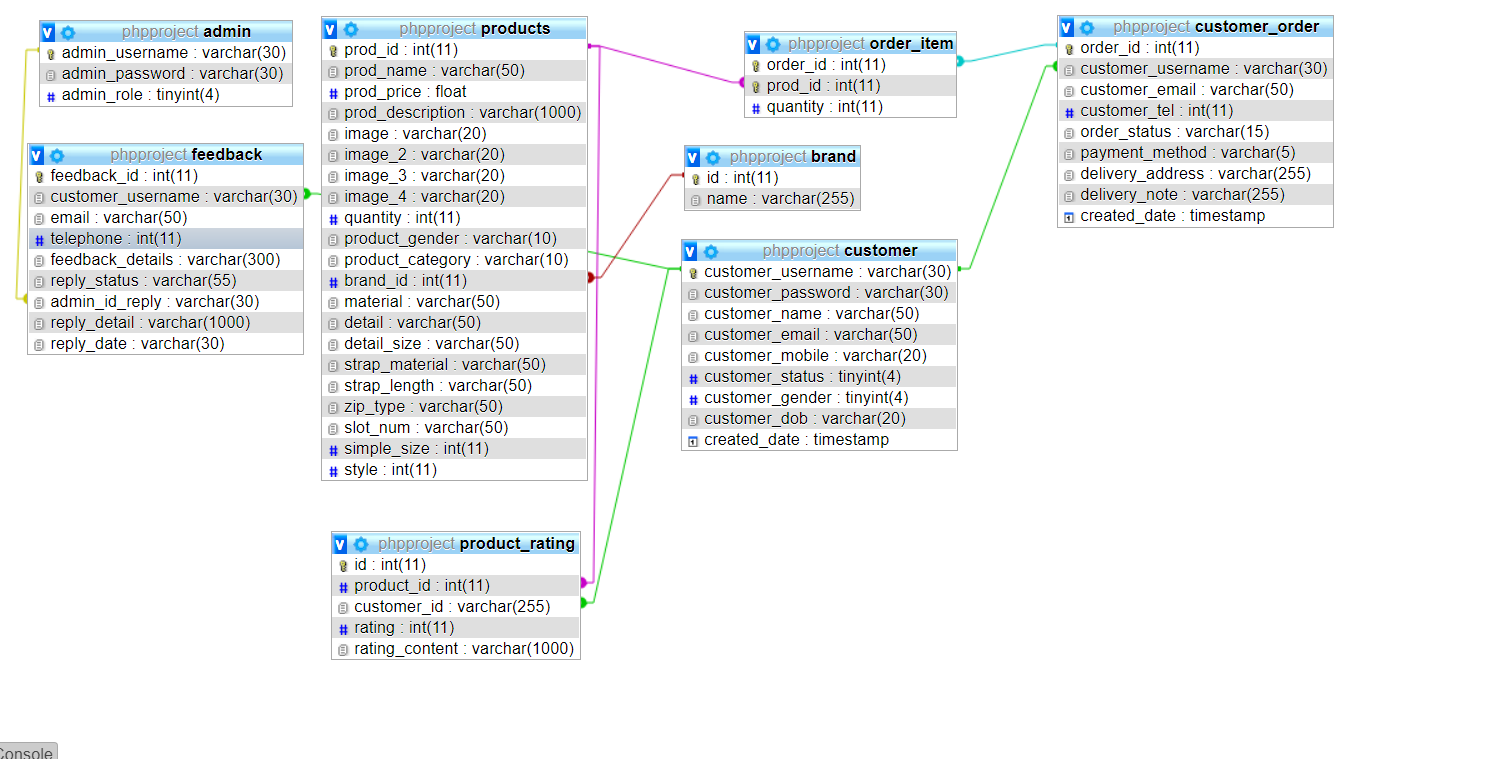 phpproject admin
admin_username : varchar(30)
admin_password : varchar(30)
admin_role : tinyint(4)
phpproject feedback
feedback_id : int(11)
customer_username : varchar(30)
email : varchar(50)
telephone : int(11)
feedback_details : varchar(300)
reply_status : varchar(55)
admin_id_reply : varchar(30)
reply_detail : varchar(1000)
reply_date : varchar(30)
phpproject products
prod_id : int(11)
prod_name : varchar(50)
prod_price : float
prod_description : varchar(1000)
image : varchar(20)
image_2 : varchar(20)
image_3 : varchar(20)
image_4 : varchar(20)
quantity : int(11)
product_gender : varchar(10)
product_category : varchar(10)
brand_id : int(11)
material : varchar(50)
detail : varchar(50)
detail_size : varchar(50)
strap_material : varchar(50)
strap_length : varchar(50)
zip_type : varchar(50)
slot_num : varchar(50)
simple_size : int(11)
style : int(11)
phpproject product_rating
id : int(11)
product_id : int(11)
customer_id : varchar(255)
rating : int(11)
rating_content : varchar(1000)
phpproject order_item
order_id : int(11)
prod_id : int(11)
quantity : int(11)
phpproject brand
id : int(11)
name : varchar(255)
phpproject customer
customer_username : varchar(30)
customer_password : varchar(30)
customer_name : varchar(50)
customer_email : varchar(50)
customer_mobile : varchar(20)
customer_status : tinyint(4)
customer_gender : tinyint(4)
customer_dob : varchar(20)
created_date : timestamp
phpproject customer_order
order_id : int(11)
customer_username : varchar(30)
customer_email : varchar(50)
customer_tel : int(11)
order_status : varchar(15)
payment_method : varchar(5)
delivery_address : varchar(255)
delivery_note : varchar(255)
created_date : timestamp
Console